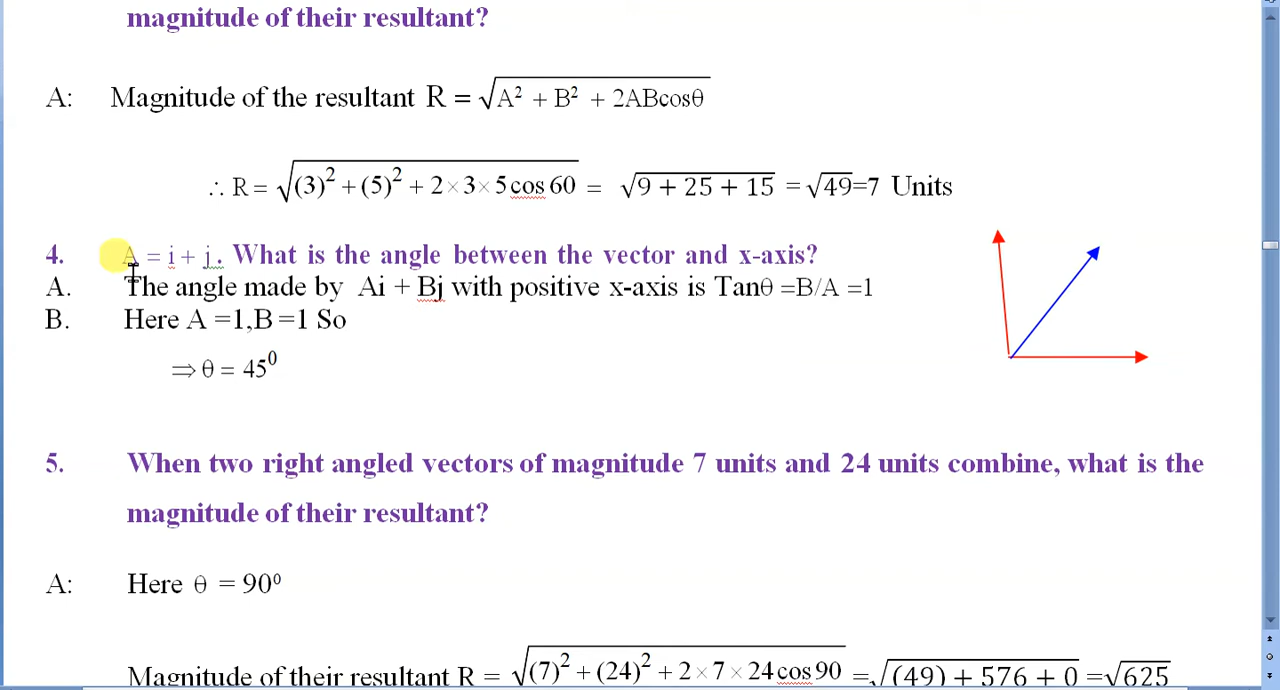 magnitude of their resultant?
A: Magnitude of the resultant R = √A² + B² + 2ABcosθ
∴ R = √(3)² + (5)² + 2 × 3 × 5 cos 60 = √9 + 25 + 15 = √49=7 Units
4. A = i + j. What is the angle between the vector and x-axis?
A. The angle made by Ai + Bj with positive x-axis is Tanθ =B/A =1
B. Here A =1,B =1 So
⇒ θ = 45⁰
5. When two right angled vectors of magnitude 7 units and 24 units combine, what is the
magnitude of their resultant?
A: Here θ = 90⁰
Magnitude of their resultant R = √(7)² + (24)² + 2 × 7 × 24 cos 90 = √(49) + 576 + 0 = √625